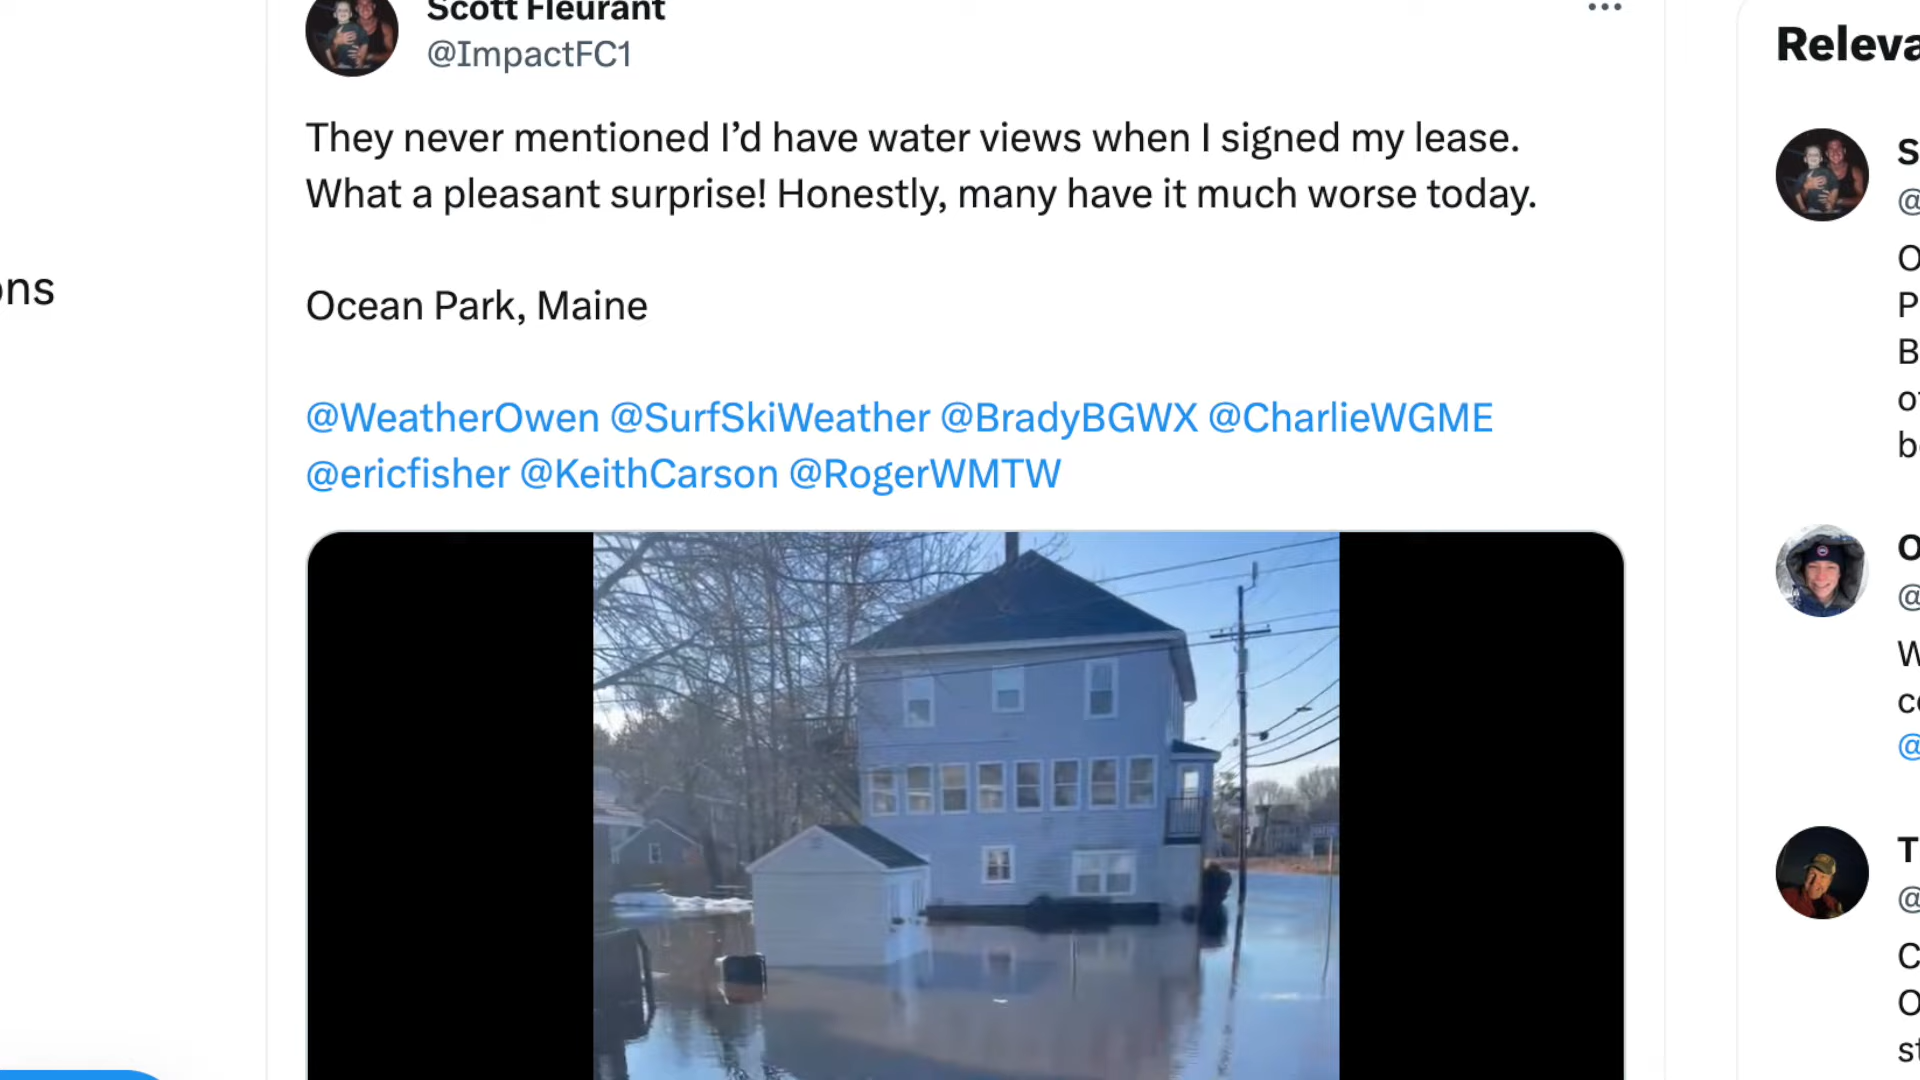 Scott Fleurant
@ImpactFC1
They never mentioned I’d have water views when I signed my lease.
What a pleasant surprise! Honestly, many have it much worse today.
Ocean Park, Maine
@WeatherOwen @SurfSkiWeather @BradyBGWX @CharlieWGME
@ericfisher @KeithCarson @RogerWMTW